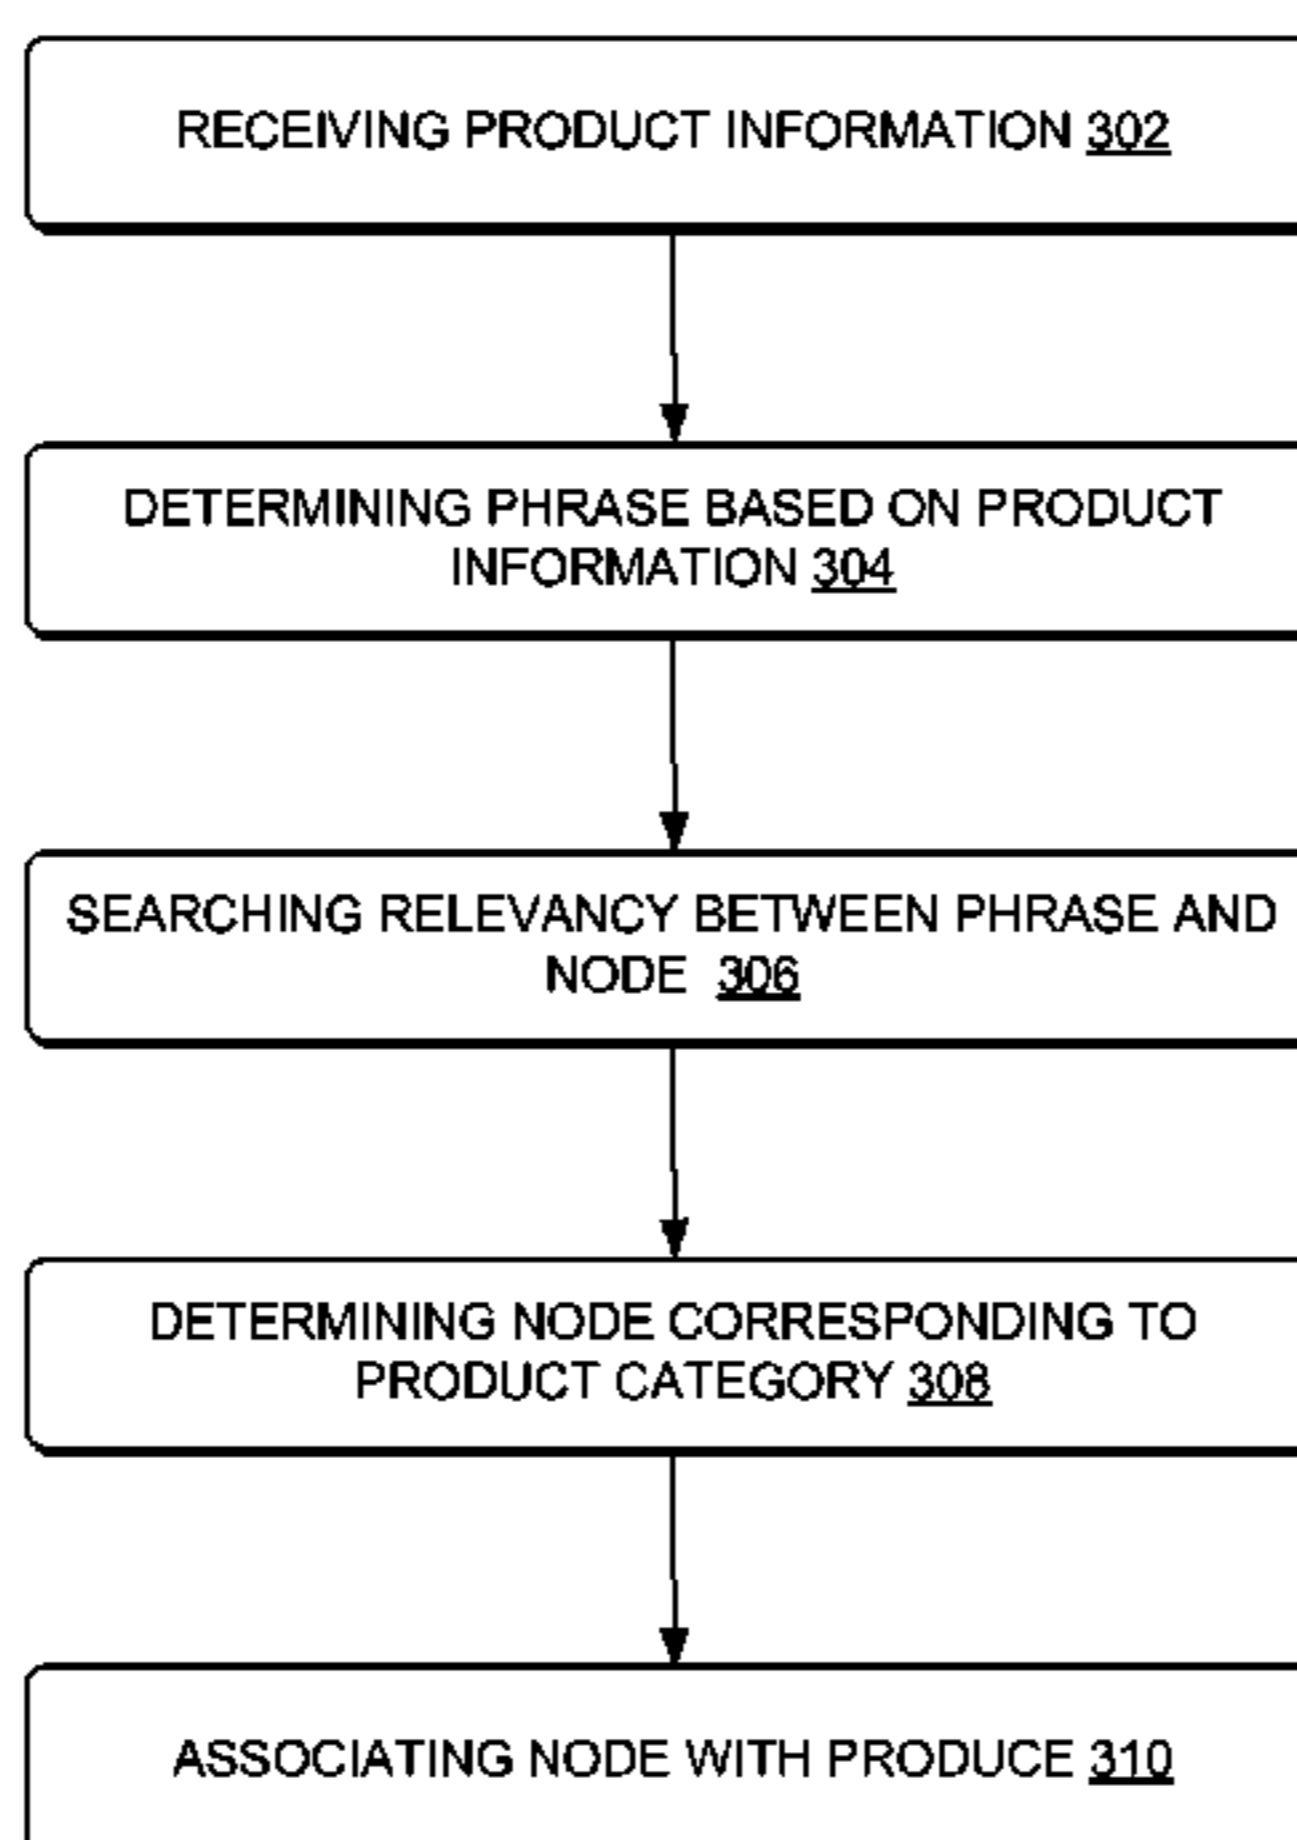 RECEIVING PRODUCT INFORMATION 302
DETERMINING PHRASE BASED ON PRODUCT
INFORMATION 304
SEARCHING RELEVANCY BETWEEN PHRASE AND
NODE 306
DETERMINING NODE CORRESPONDING TO
PRODUCT CATEGORY 308
ASSOCIATING NODE WITH PRODUCE 310